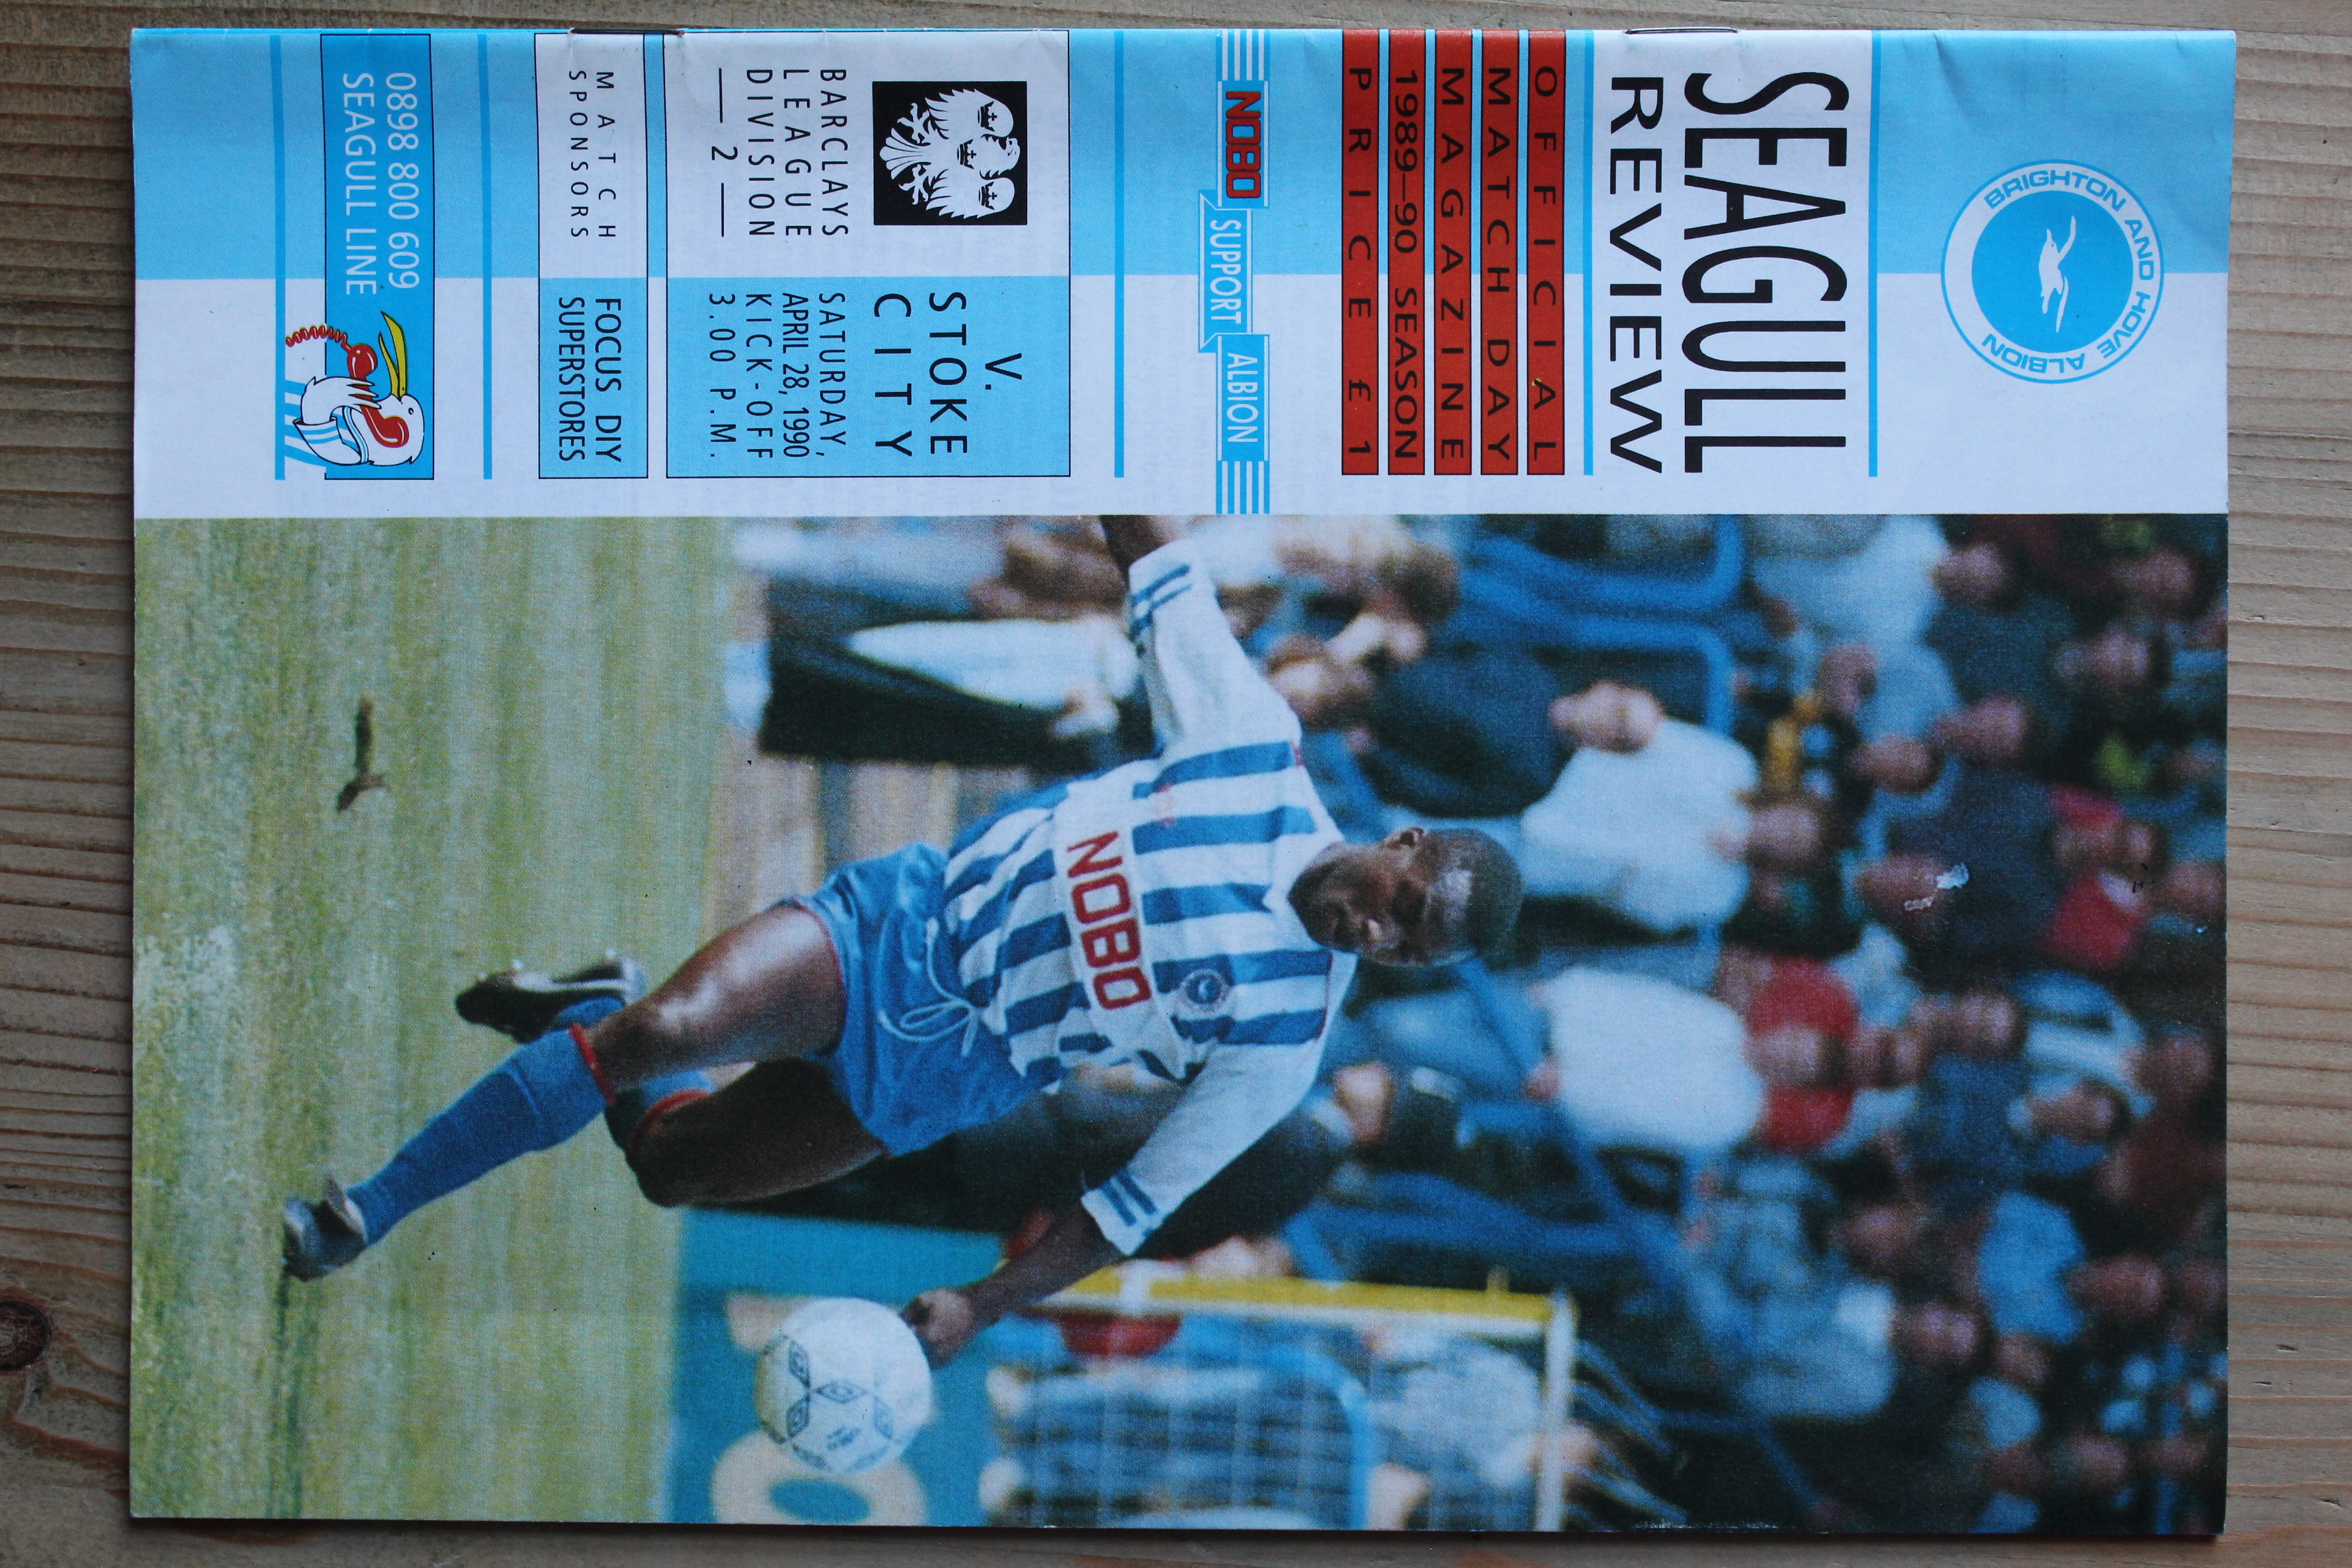 BRIGHTON AND HOVE ALBION
SEAGULL
REVIEW
OFFICIAL
MATCH DAY
MAGAZINE
1989–90 SEASON
PRICE £1
NOBO SUPPORT ALBION
V.
STOKE
CITY
BARCLAYS
LEAGUE
DIVISION
— 2 —
SATURDAY,
APRIL 28, 1990
KICK-OFF
3.00 P.M.
MATCH
SPONSORS
FOCUS DIY
SUPERSTORES
0898 800 609
SEAGULL LINE
NOBO